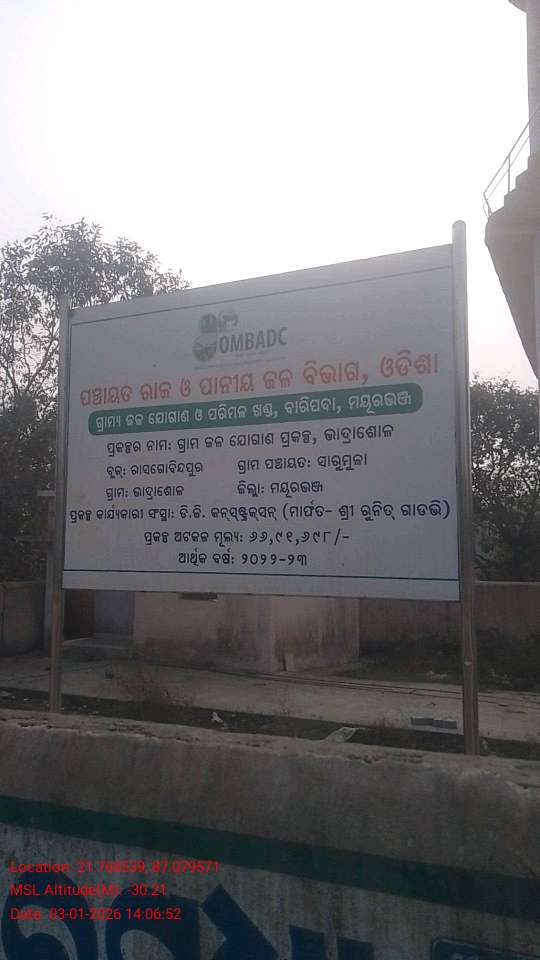 OMBADC
ପଞ୍ଚାୟତ ରାଜ ଓ ପାନୀୟ ଜଳ ବିଭାଗ, ଓଡିଶା
ଗ୍ରାମ୍ୟ ଜଳ ଯୋଗାଣ ଓ ପରିମଳ ଖଣ୍ଡ, ବାରିପଦା, ମୟୂରଭଞ୍ଜ
ପ୍ରକଳ୍ପର ନାମ: ଗ୍ରାମ ଜଳ ଯୋଗାଣ ପ୍ରକଳ୍ପ, ଭାଦ୍ରାଶୋଳ
ବ୍ଲକ୍: ରାସଗୋବିନ୍ଦପୁର ଗ୍ରାମ ପଞ୍ଚାୟତ: ସାରୁମୁଳା
ଗ୍ରାମ: ଭାଦ୍ରାଶୋଳ ଜିଲ୍ଲା: ମୟୂରଭଞ୍ଜ
ପ୍ରକଳ୍ପ କାର୍ଯ୍ୟକାରୀ ସଂସ୍ଥା: ଡି.ଜି. କନ୍‌ସଷ୍ଟ୍ରକ୍‌ସନ୍ (ମାର୍ଫତ- ଶ୍ରୀ ରୁନିତ୍ ଗାଡଭି)
ପ୍ରକଳ୍ପ ଅଟକଳ ମୂଲ୍ୟ: ୬୬,୯୧,୬୯୮/-
ଆର୍ଥିକ ବର୍ଷ: ୨୦୨୨-୨୩
Location: 21.768539, 87.079571
MSL Altitude(M): -30.21
Date: 03-01-2026 14:06:52